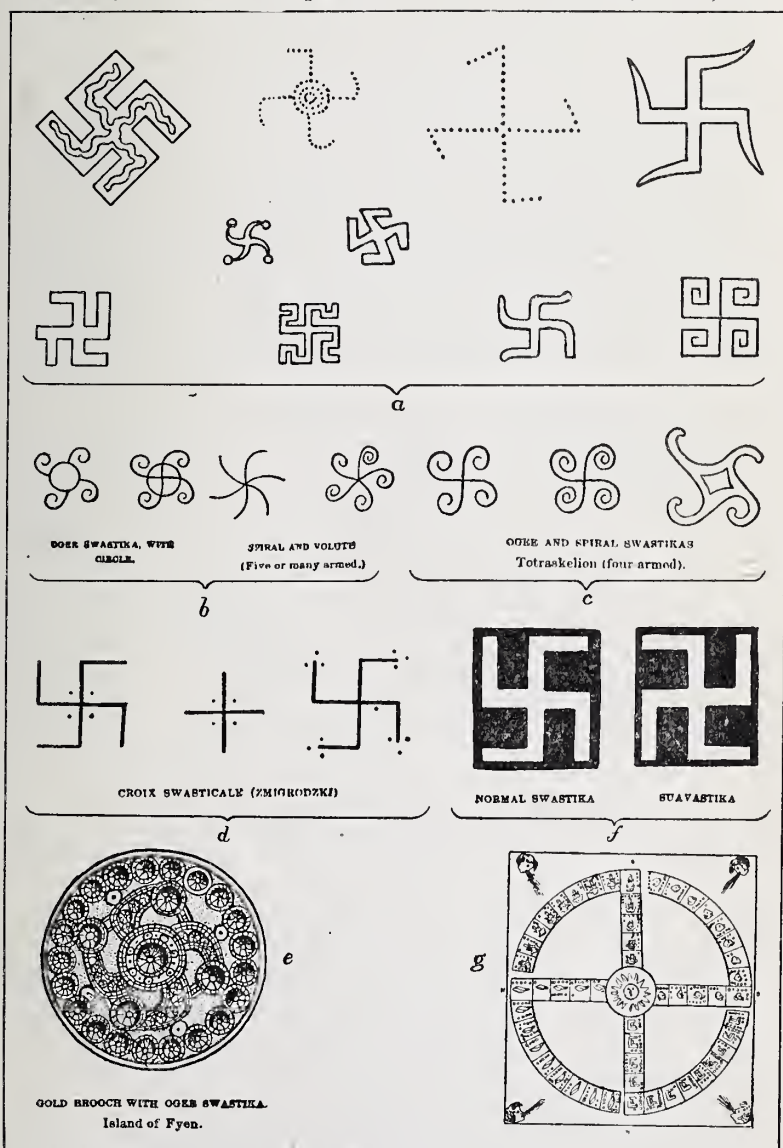 a
OGEE SWASTIKA, WITH
CIRCLE.
SPIRAL AND VOLUTE
(Five or many armed.)
OGEE AND SPIRAL SWASTIKAS
Totraskelion (four armed).
b
c
CROIX SWASTICALE (ZMIGRODZKI)
NORMAL SWASTIKA
SUAVASTIKA
d
f
e
g
GOLD BROOCH WITH OGEE SWASTIKA.
Island of Fyen.